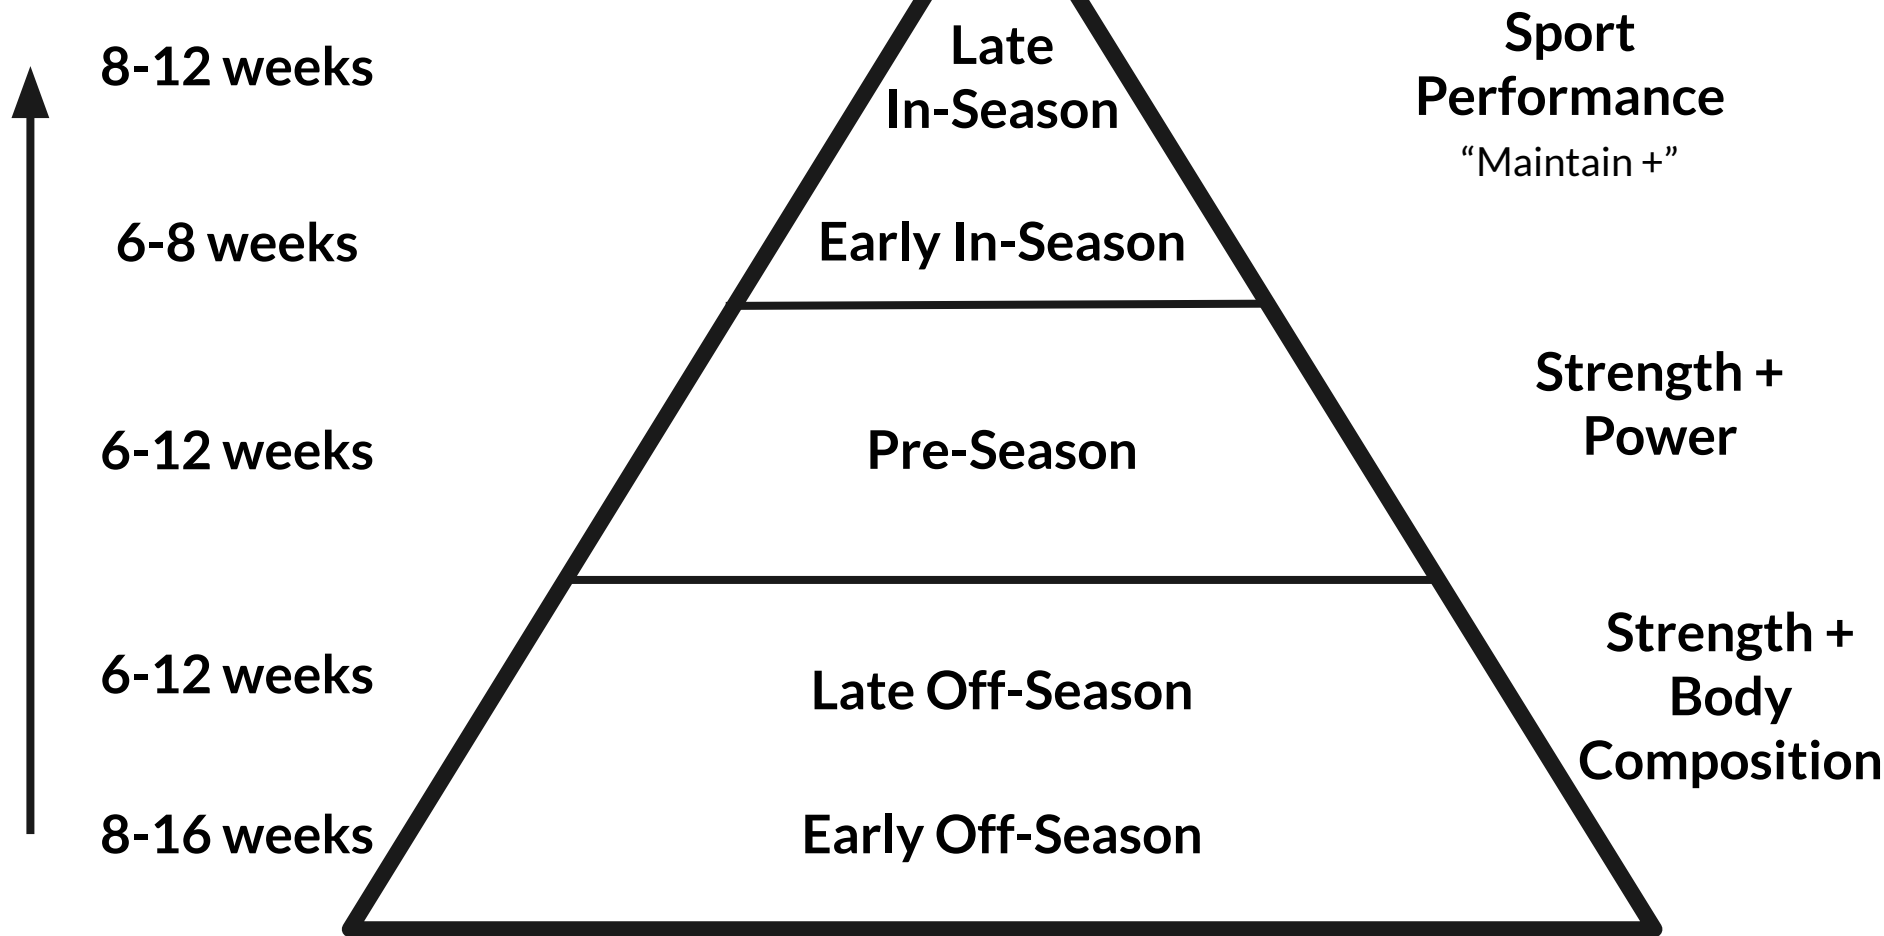 8-12 weeks
Late
In-Season
Sport
Performance
“Maintain +”
6-8 weeks
Early In-Season
6-12 weeks
Pre-Season
Strength +
Power
6-12 weeks
Late Off-Season
Strength +
Body
Composition
8-16 weeks
Early Off-Season